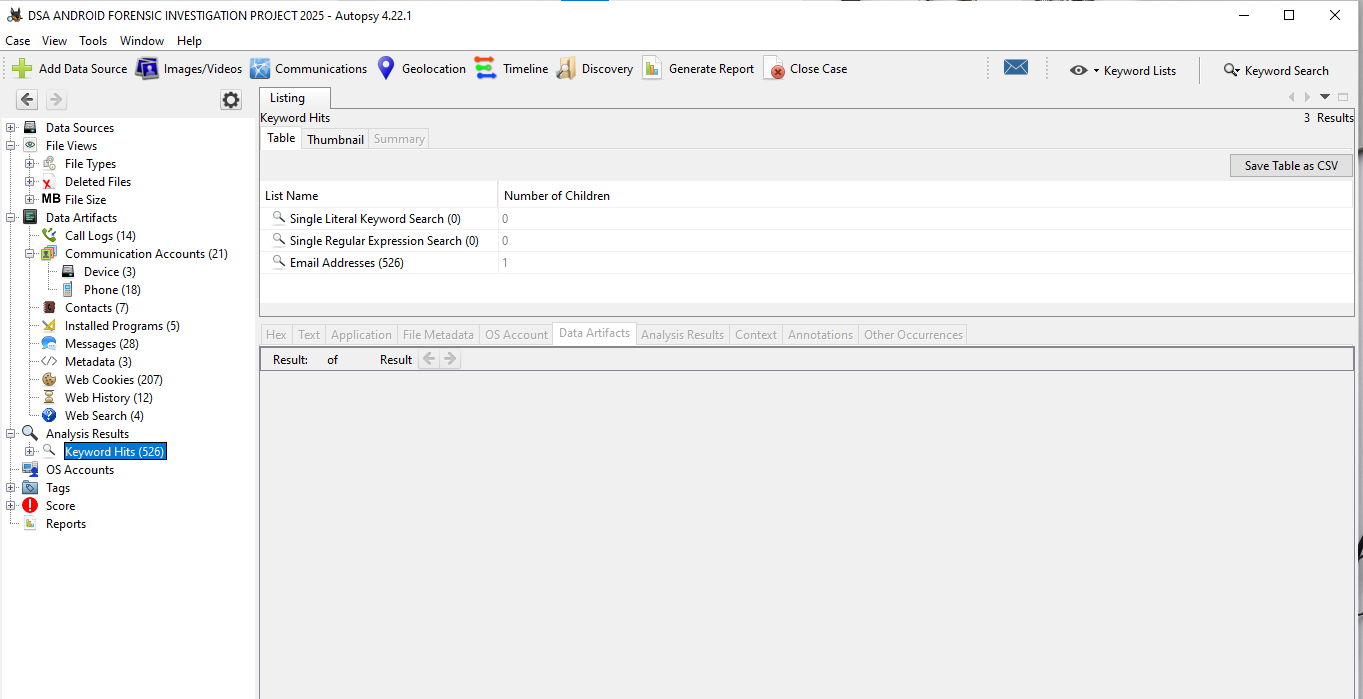 DSA ANDROID FORENSIC INVESTIGATION PROJECT 2025 - Autopsy 4.22.1
Case View Tools Window Help
Add Data Source Images/Videos Communications Geolocation Timeline Discovery Generate Report Close Case Keyword Lists Keyword Search
Listing
Keyword Hits 3 Results
Table Thumbnail Summary
Save Table as CSV
List Name Number of Children
Single Literal Keyword Search (0) 0
Single Regular Expression Search (0) 0
Email Addresses (526) 1
Hex Text Application File Metadata OS Account Data Artifacts Analysis Results Context Annotations Other Occurrences
Result: of Result
Data Sources
File Views
File Types
Deleted Files
MB File Size
Data Artifacts
Call Logs (14)
Communication Accounts (21)
Device (3)
Phone (18)
Contacts (7)
Installed Programs (5)
Messages (28)
Metadata (3)
Web Cookies (207)
Web History (12)
Web Search (4)
Analysis Results
Keyword Hits (526)
OS Accounts
Tags
Score
Reports